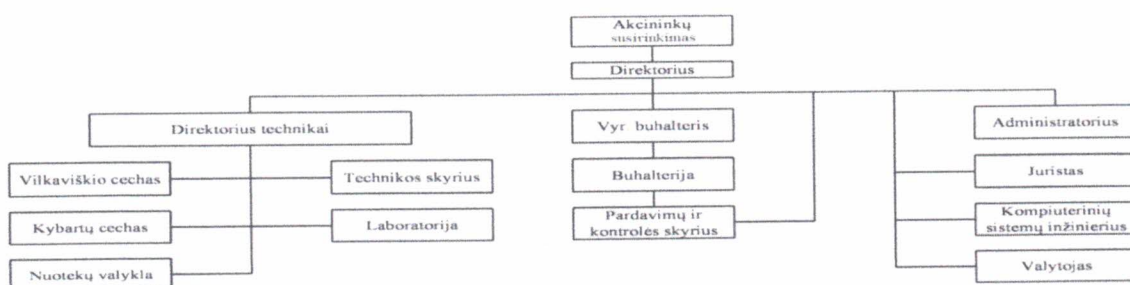 Akcininkų
susirinkimas
Direktorius
Direktorius technikai
Vyr buhalteris
Administratorius
Vilkaviškio cechas
Technikos skyrius
Buhalterija
Juristas
Kybartų cechas
Laboratorija
Pardavimų ir
kontrolės skyrius
Kompiuterinių
sistemų inžinierius
Nuotekų valykla
Valytojas